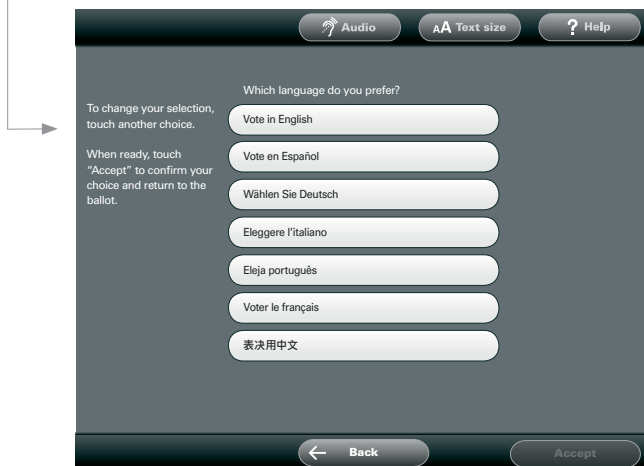 Audio
AA Text size
? Help
Which language do you prefer?
To change your selection,
touch another choice.
When ready, touch
“Accept” to confirm your
choice and return to the
ballot.
Vote in English
Vote en Español
Wählen Sie Deutsch
Eleggere l’italiano
Eleja português
Voter le français
表决用中文
Back
Accept